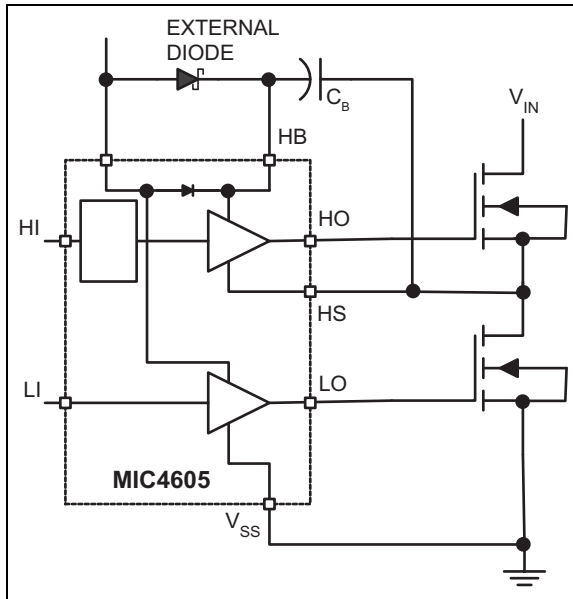 EXTERNAL
DIODE
C_B
V_IN
HB
HI
HO
HS
LI
LO
MIC4605
V_SS